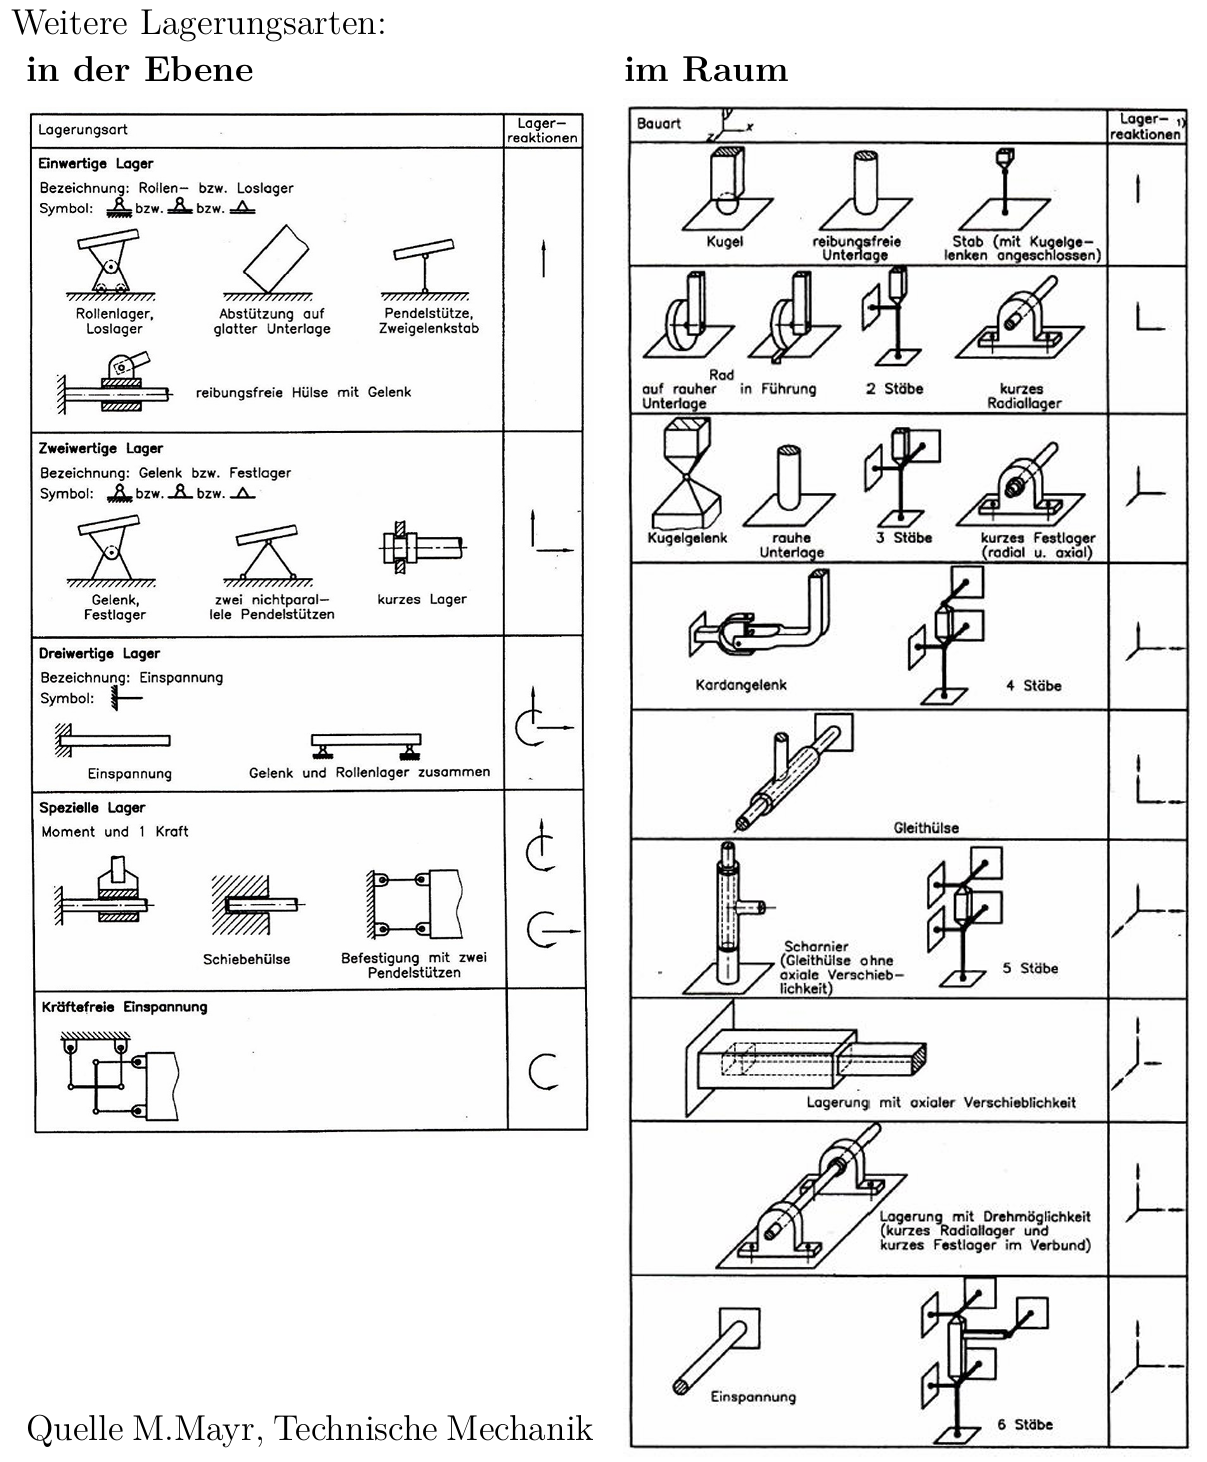 Weitere Lagerungsarten:
in der Ebene
Lagerungsart
Lager-
reaktionen
Einwertige Lager
Bezeichnung: Rollen- bzw. Loslager
Symbol: bzw. bzw.
Rollenlager,
Loslager
Abstützung auf
glatter Unterlage
Pendelstütze,
Zweigelenkstab
reibungsfreie Hülse mit Gelenk
Zweiwertige Lager
Bezeichnung: Gelenk bzw. Festlager
Symbol: bzw. bzw.
Gelenk,
Festlager
zwei nichtparal-
lele Pendelstützen
kurzes Lager
Dreiwertige Lager
Bezeichnung: Einspannung
Symbol:
Einspannung
Gelenk und Rollenlager zusammen
Spezielle Lager
Moment und 1 Kraft
Schiebehülse
Befestigung mit zwei
Pendelstützen
Kräftefreie Einspannung
Quelle M.Mayr, Technische Mechanik
im Raum
Bauart
y
x
z
Lager- 1)
reaktionen
Kugel
reibungsfreie
Unterlage
Stab (mit Kugelge-
lenken angeschlossen)
Rad
auf rauher
Unterlage
in Führung
2 Stäbe
kurzes
Radiallager
Kugelgelenk
rauhe
Unterlage
3 Stäbe
kurzes Festlager
(radial u. axial)
Kardangelenk
4 Stäbe
Gleithülse
Scharnier
(Gleithülse ohne
axiale Verschieb-
lichkeit)
5 Stäbe
Lagerung mit axialer Verschieblichkeit
Lagerung mit Drehmöglichkeit
(kurzes Radiallager und
kurzes Festlager im Verbund)
Einspannung
6 Stäbe